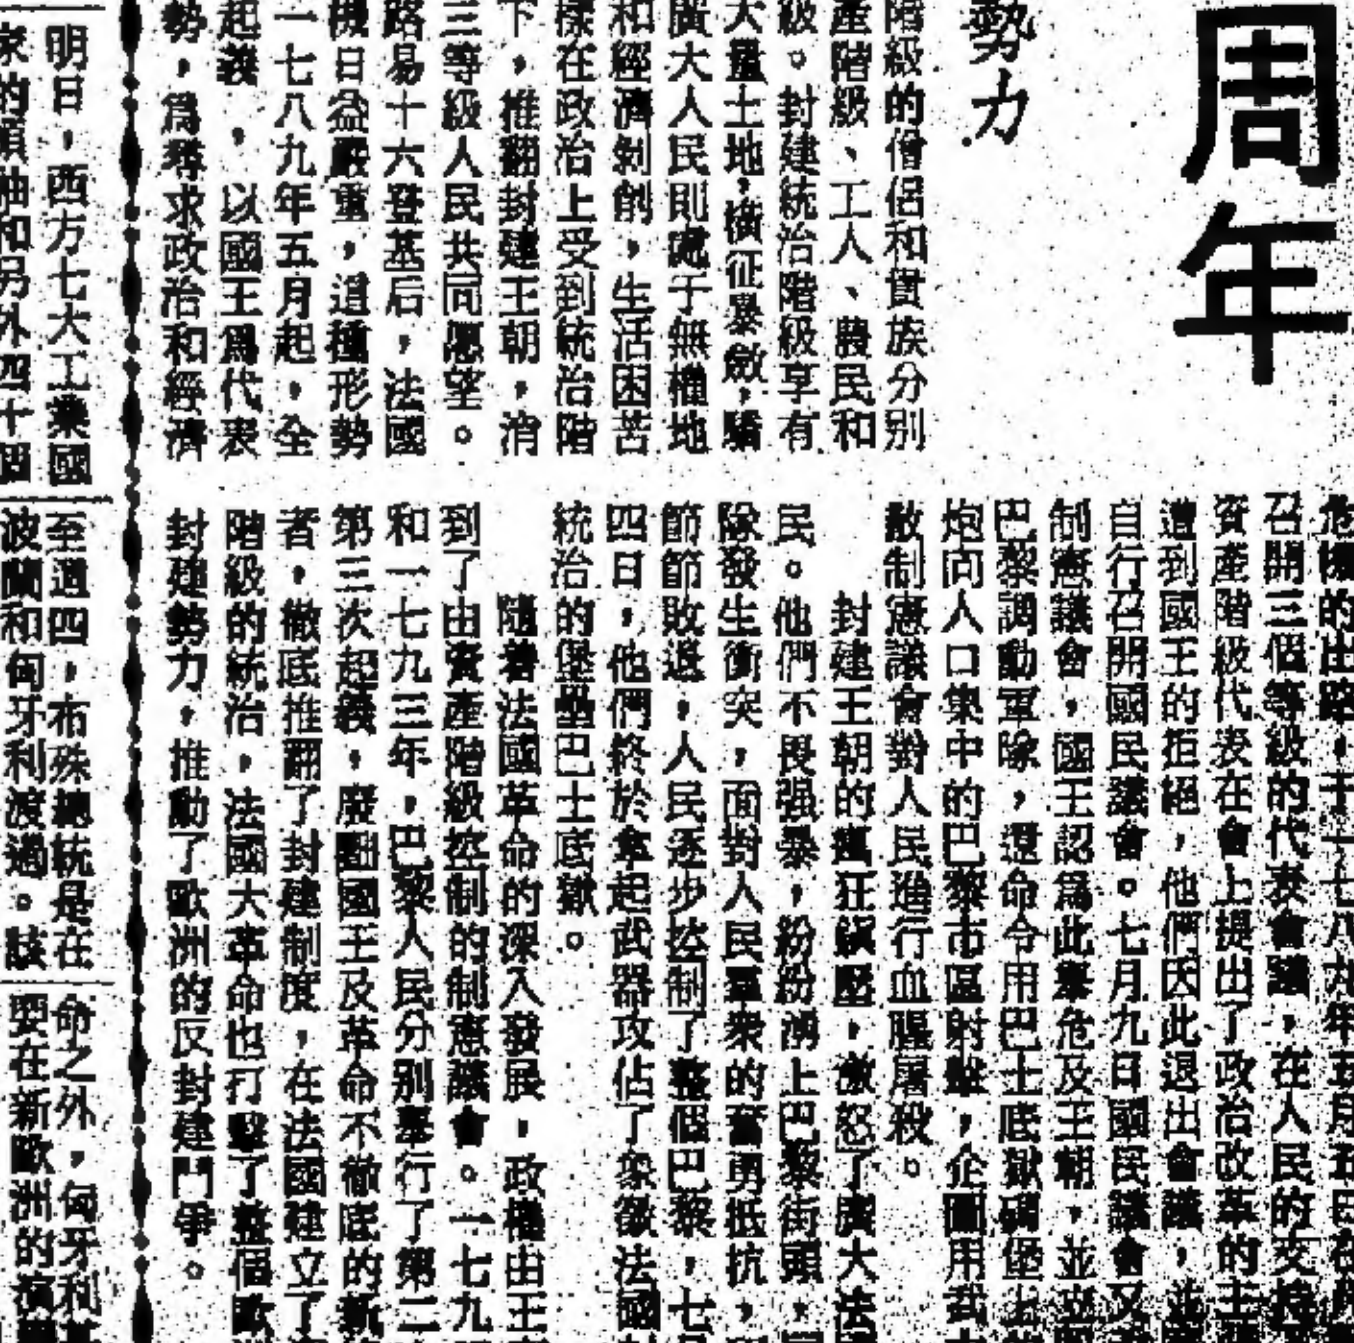 周年
勢力
階級的僧侶和貴族分別
產階級、工人、農民和
級。封建統治階級享有
大量土地，橫征暴斂，驕
廣大人民則處于無權地
和經濟剝削，生活困苦
樣在政治上受到統治階
下，推翻封建王朝，消
三等級人民共同愿望。
路易十六登基后，法國
機日益嚴重，這種形勢
一七八九年五月起，全
起義，以國王爲代表
勢，爲尋求政治和經濟
危機的出路，于一七八九年五月五日在
召開三個等級的代表會議，在人民的支持
資產階級代表在會上提出了政治改革的主
遭到國王的拒絕，他們因此退出會議，並
自行召開國民議會。七月九日國民議會又
制憲議會，國王認爲此舉危及王朝，並
巴黎調動軍隊，還命令用巴士底獄碉堡上
炮向人口集中的巴黎市區射擊，企圖用武
散制憲議會對人民進行血腥屠殺。
封建王朝的瘋狂鎮壓，激怒了廣大法
民。他們不畏强暴，紛紛湧上巴黎街頭，
隊發生衝突，面對人民羣衆的奮勇抵抗，
節節敗退，人民逐步控制了整個巴黎，七
四日，他們終於拿起武器攻佔了象徵法國
統治的堡壘巴士底獄。
隨着法國革命的深入發展，政權由王
到了由資產階級控制的制憲議會。一七九
和一七九三年，巴黎人民分别舉行了第二
第三次起義，廢黜國王及革命不徹底的
者，徹底推翻了封建制度，在法國建立了
階級的統治，法國大革命也打擊了整個歐
封建勢力，推動了歐洲的反封建鬥爭。
明日，西方七大工業國
家的領袖和另外四十個
至週四，布殊總統是在
波蘭和匈牙利渡過。該
命之外，匈牙利
要在新歐洲的